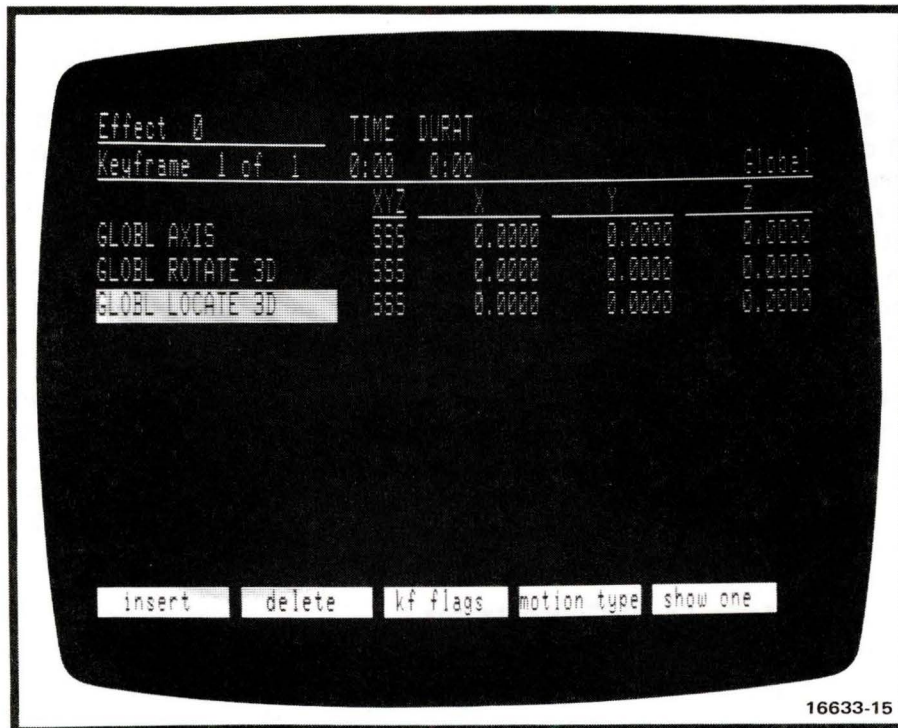 Effect 0 TIME DURAT
Keyframe 1 of 1 0:00 0:00 Global
XYZ X Y Z
GLOBL AXIS SSS 0.0000 0.0000 0.0000
GLOBL ROTATE 3D SSS 0.0000 0.0000 0.0000
GLOBL LOCATE 3D SSS 0.0000 0.0000 0.0000
insert delete kf flags motion type show one
16633-15